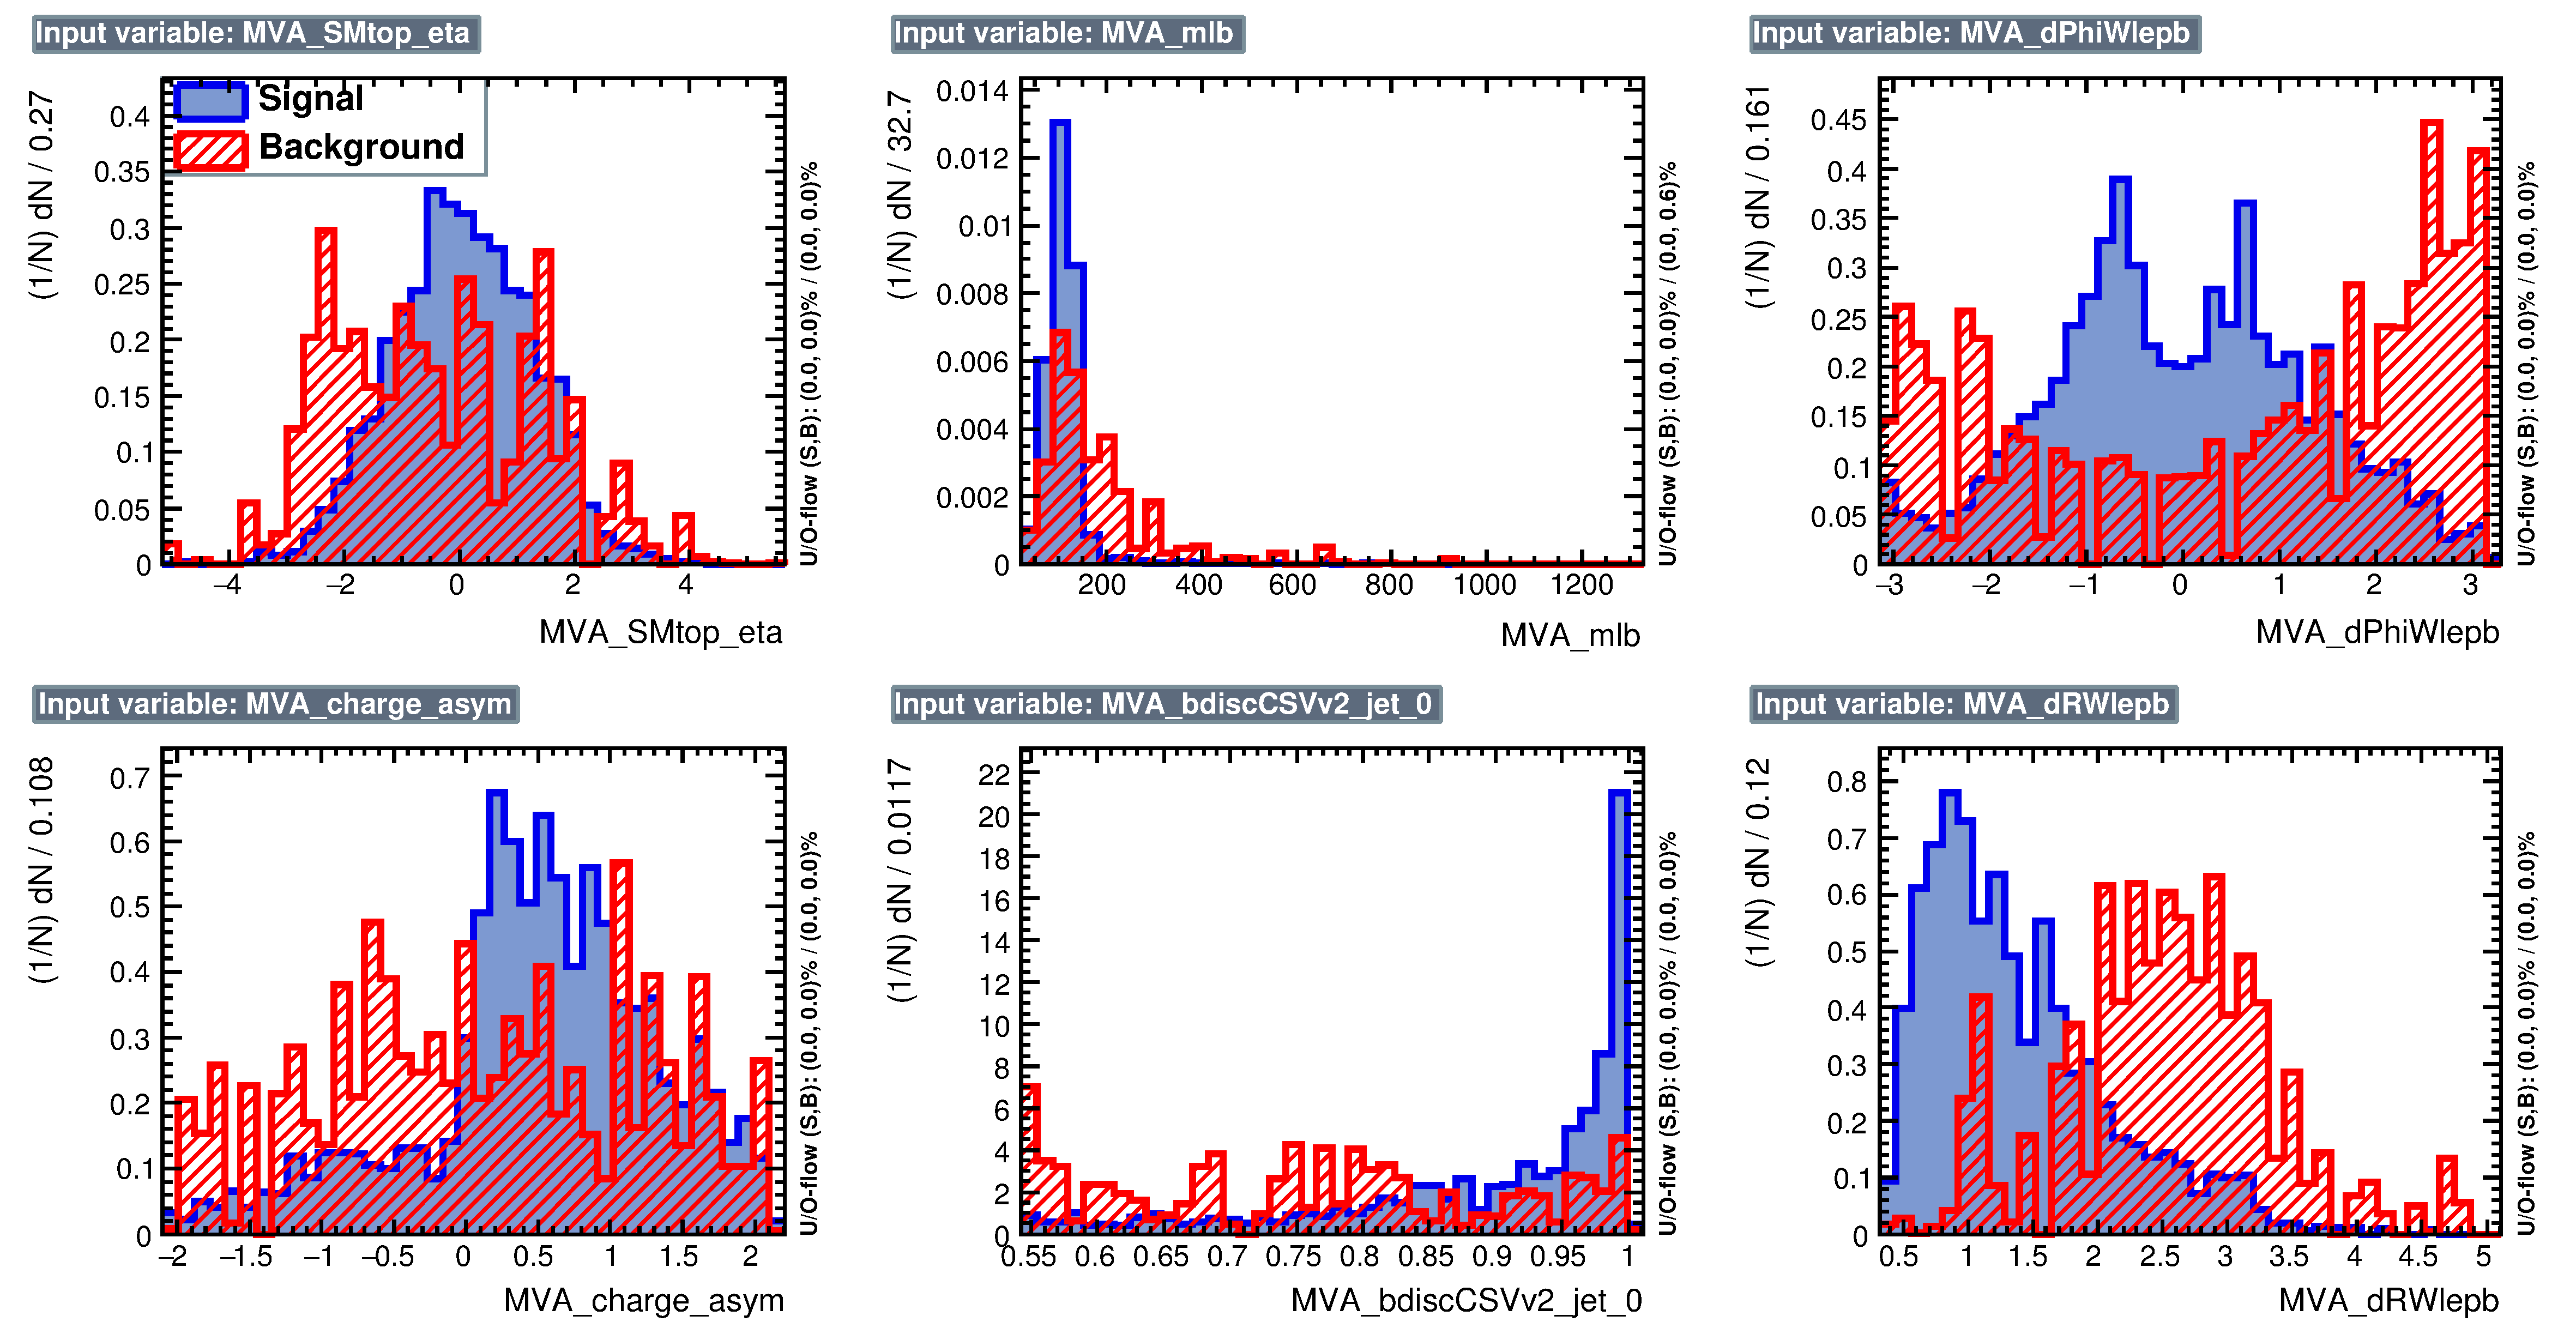 Input variable: MVA_SMtop_eta
(1/N) dN / 0.27
Signal
Background
0.4
0.35
0.3
0.25
0.2
0.15
0.1
0.05
0
−4 −2 0 2 4
MVA_SMtop_eta
U/O-flow (S,B): (0.0, 0.0)% / (0.0, 0.0)%
Input variable: MVA_mlb
(1/N) dN / 32.7
0.014
0.012
0.01
0.008
0.006
0.004
0.002
0
200 400 600 800 1000 1200
MVA_mlb
U/O-flow (S,B): (0.0, 0.0)% / (0.0, 0.6)%
Input variable: MVA_dPhiWlepb
(1/N) dN / 0.161
0.45
0.4
0.35
0.3
0.25
0.2
0.15
0.1
0.05
0
−3 −2 −1 0 1 2 3
MVA_dPhiWlepb
U/O-flow (S,B): (0.0, 0.0)% / (0.0, 0.0)%
Input variable: MVA_charge_asym
(1/N) dN / 0.108
0.7
0.6
0.5
0.4
0.3
0.2
0.1
0
−2 −1.5 −1 −0.5 0 0.5 1 1.5 2
MVA_charge_asym
U/O-flow (S,B): (0.0, 0.0)% / (0.0, 0.0)%
Input variable: MVA_bdiscCSVv2_jet_0
(1/N) dN / 0.0117
22
20
18
16
14
12
10
8
6
4
2
0
0.55 0.6 0.65 0.7 0.75 0.8 0.85 0.9 0.95 1
MVA_bdiscCSVv2_jet_0
U/O-flow (S,B): (0.0, 0.0)% / (0.0, 0.0)%
Input variable: MVA_dRWlepb
(1/N) dN / 0.12
0.8
0.7
0.6
0.5
0.4
0.3
0.2
0.1
0
0.5 1 1.5 2 2.5 3 3.5 4 4.5 5
MVA_dRWlepb
U/O-flow (S,B): (0.0, 0.0)% / (0.0, 0.0)%